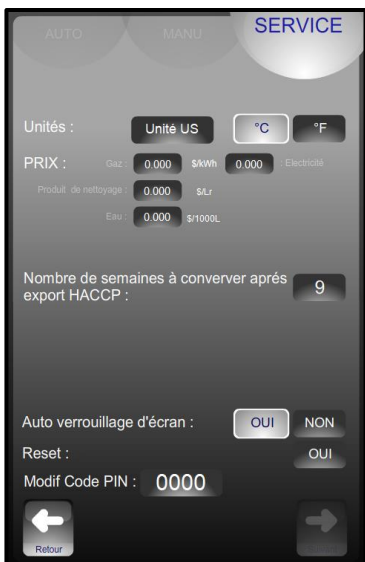 AUTO MANU SERVICE
Unités : Unité US °C °F
PRIX : Gaz : 0.000 $/kWh 0.000 Electricité
Produit de nettoyage : 0.000 $/Lr
Eau : 0.000 $/1000L
Nombre de semaines à converver aprés
export HACCP : 9
Auto verrouillage d'écran : OUI NON
Reset : OUI
Modif Code PIN : 0000
Retour